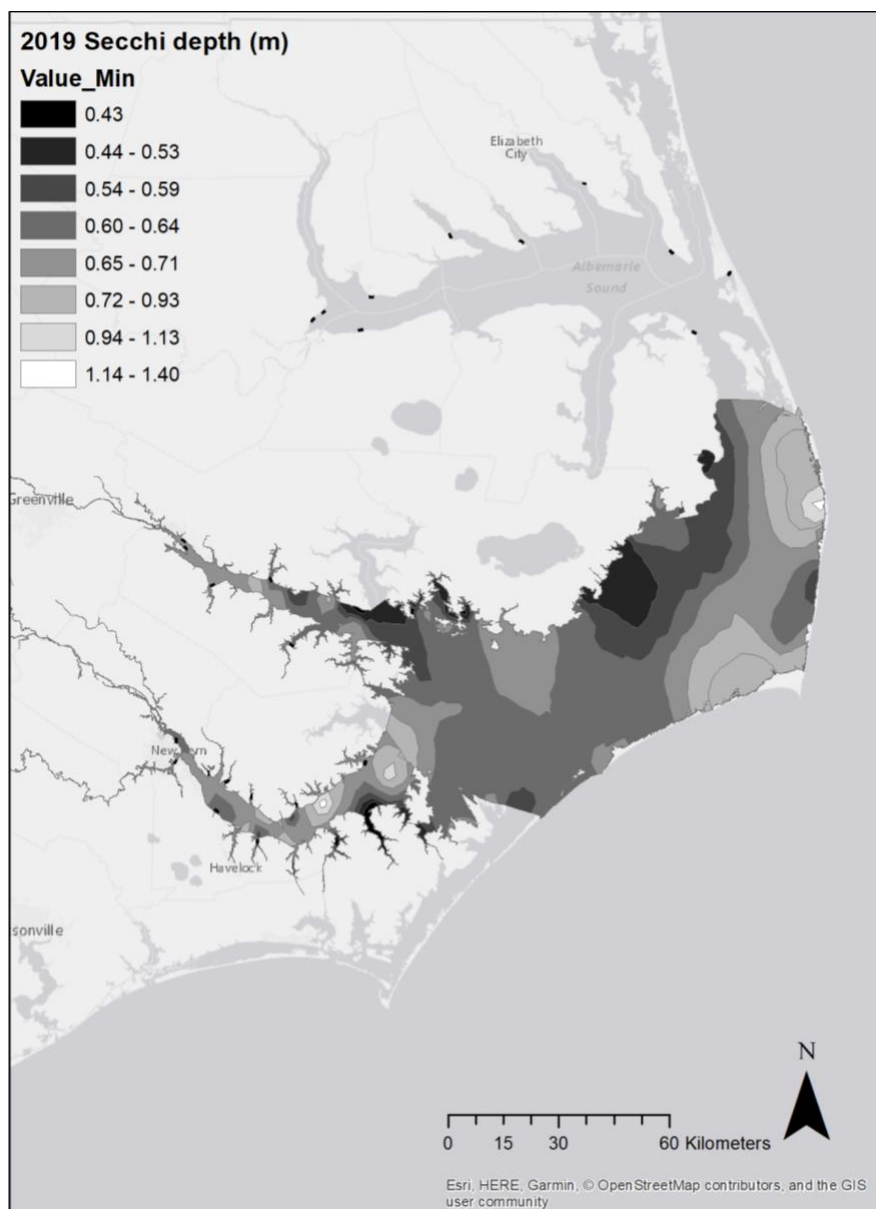 2019 Secchi depth (m)
Value_Min
0.43
0.44 - 0.53
0.54 - 0.59
0.60 - 0.64
0.65 - 0.71
0.72 - 0.93
0.94 - 1.13
1.14 - 1.40
Elizabeth
City
Albemarle
Sound
Greenville
Havelock
sonville
N
0 15 30 60 Kilometers
Esri, HERE, Garmin, © OpenStreetMap contributors, and the GIS
user community